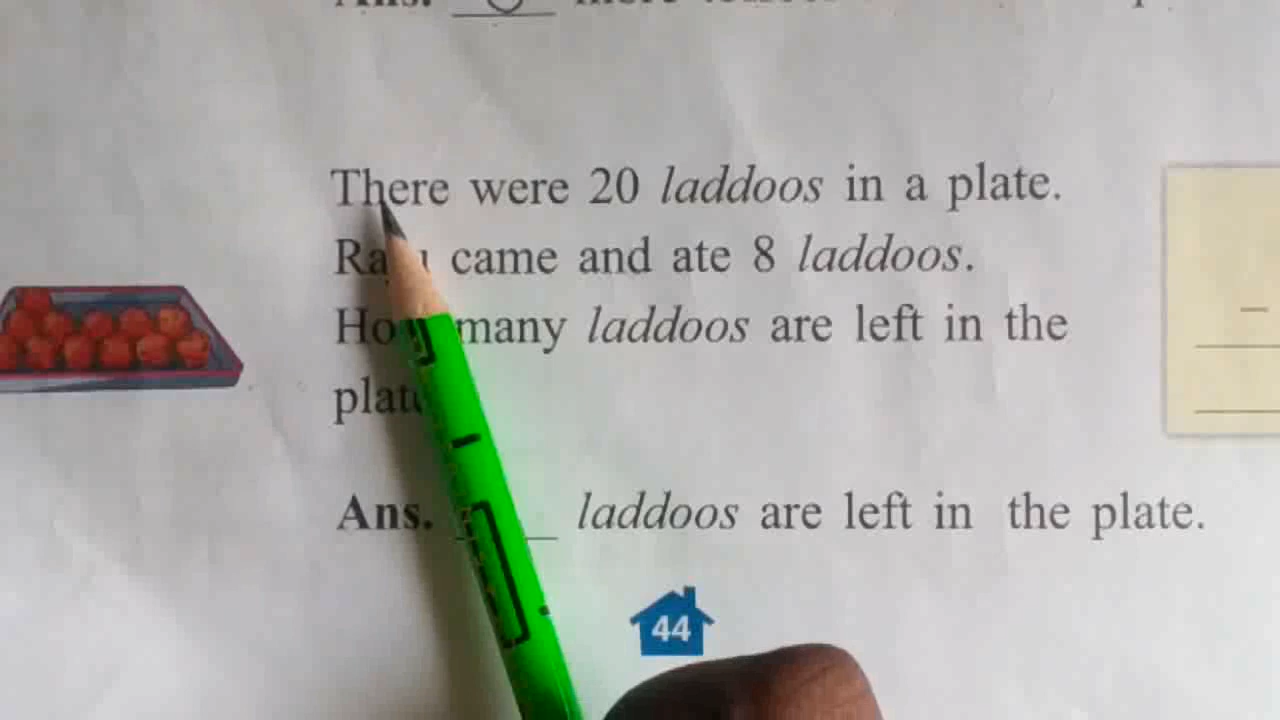 Ans.
There were 20 laddoos in a plate.
came and ate 8 laddoos.
many laddoos are left in the
Ans. laddoos are left in the plate.
44